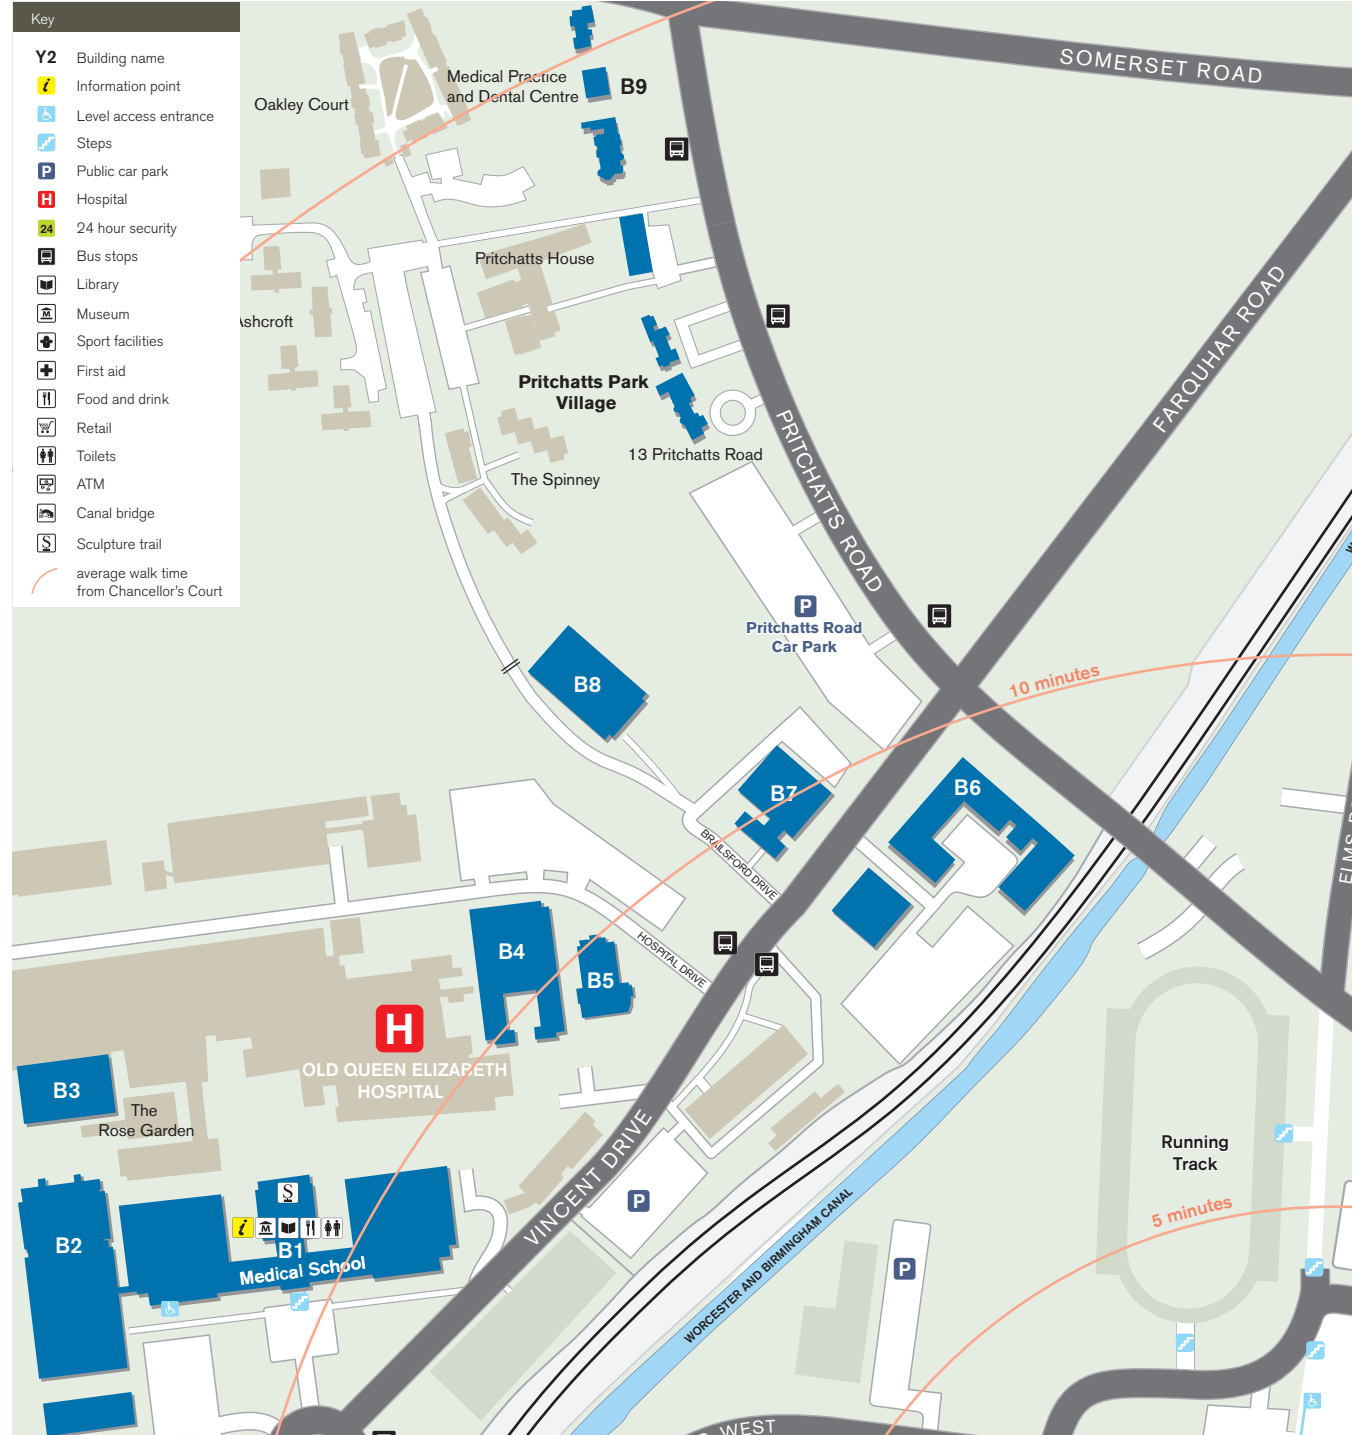 Key
Y2 Building name
i Information point
Level access entrance
Steps
P Public car park
H Hospital
24 24 hour security
Bus stops
Library
M Museum
Sport facilities
First aid
Food and drink
Retail
Toilets
ATM
Canal bridge
S Sculpture trail
average walk time
from Chancellor's Court
SOMERSET ROAD
Medical Practice
and Dental Centre
B9
Oakley Court
Pritchatts House
Ashcroft
FARQUHAR ROAD
Pritchatts Park
Village
13 Pritchatts Road
The Spinney
PRITCHATTS ROAD
P
Pritchatts Road
Car Park
10 minutes
B8
B7
B6
BRAILSFORD DRIVE
HOSPITAL DRIVE
B4
B5
H
OLD QUEEN ELIZABETH
HOSPITAL
B3
The
Rose Garden
VINCENT DRIVE
P
Running
Track
5 minutes
WORCESTER AND BIRMINGHAM CANAL
P
S
i M
B1
Medical School
B2
ELMS
WEST